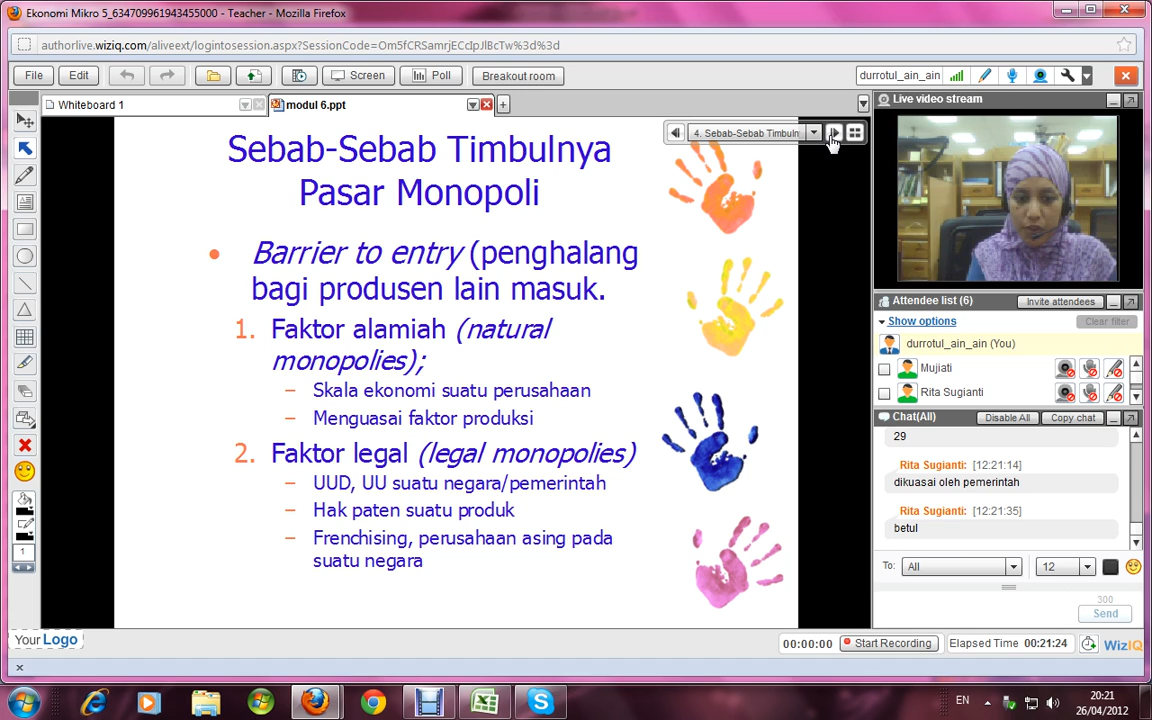 Ekonomi Mikro 5_634709961943455000 - Teacher - Mozilla Firefox
authorlive.wiziq.com/aliveext/logintosession.aspx?SessionCode=Om5fCRSamrjECcIpJlBcTw%3d%3d
File Edit Screen Poll Breakout room durrotul_ain_ain
Whiteboard 1 modul 6.ppt
4. Sebab-Sebab Timbuln
Sebab-Sebab Timbulnya
Pasar Monopoli
• Barrier to entry (penghalang
bagi produsen lain masuk.
1. Faktor alamiah (natural
monopolies);
– Skala ekonomi suatu perusahaan
– Menguasai faktor produksi
2. Faktor legal (legal monopolies)
– UUD, UU suatu negara/pemerintah
– Hak paten suatu produk
– Frenchising, perusahaan asing pada
suatu negara
Live video stream
Attendee list (6) Invite attendees
Show options Clear filter
durrotul_ain_ain (You)
Mujiati
Rita Sugianti
Chat(All) Disable All Copy chat
29
Rita Sugianti: [12:21:14]
dikuasai oleh pemerintah
Rita Sugianti: [12:21:35]
betul
To: All 12
300
Send
1
Your Logo
00:00:00 Start Recording Elapsed Time 00:21:24 WizIQ
EN 20:21
26/04/2012